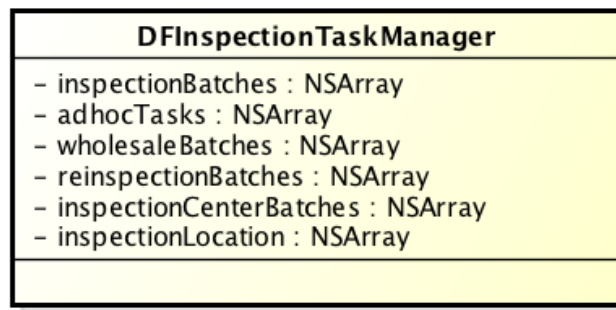 DFInspectionTaskManager
- inspectionBatches : NSArray
- adhocTasks : NSArray
- wholesaleBatches : NSArray
- reinspectionBatches : NSArray
- inspectionCenterBatches : NSArray
- inspectionLocation : NSArray